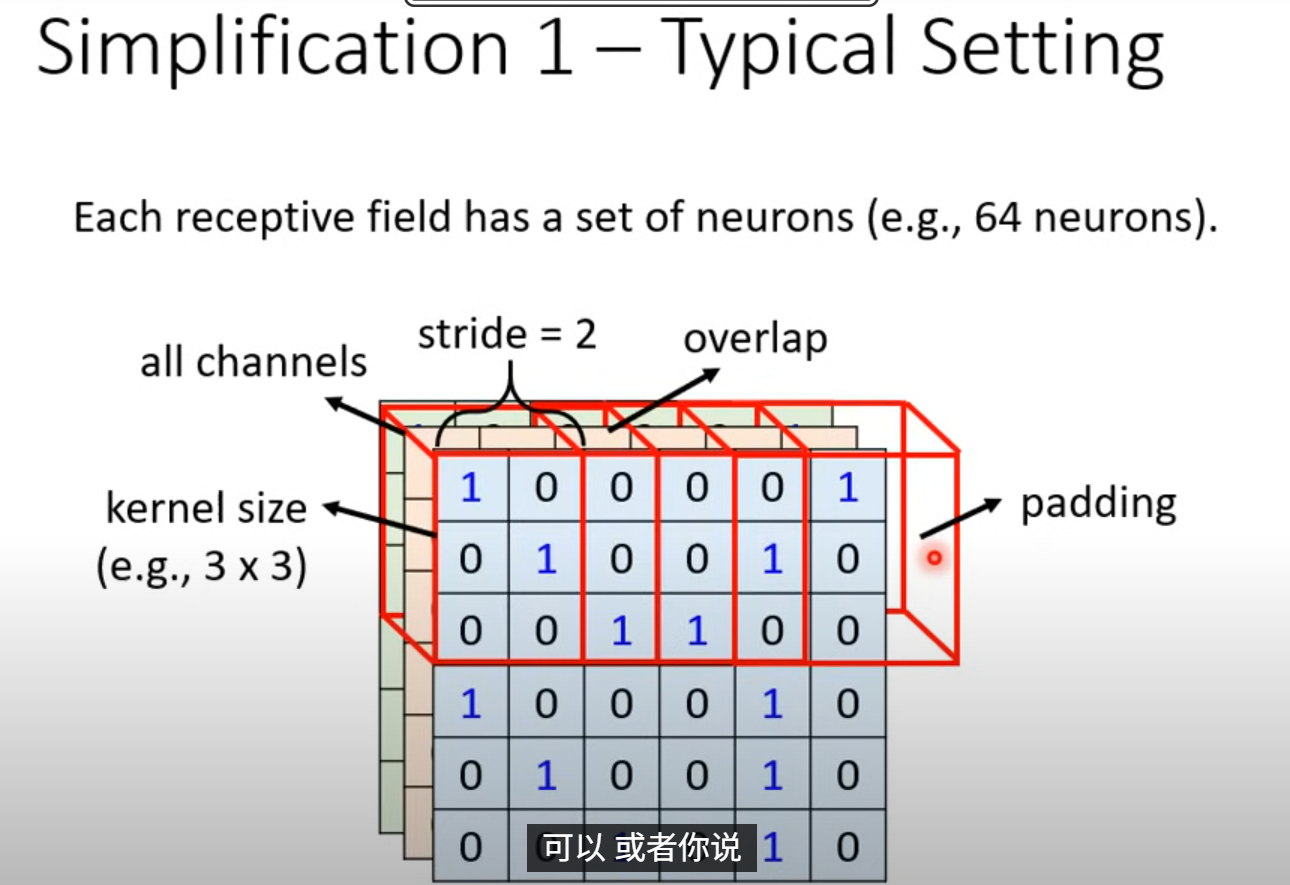 Simplification 1 – Typical Setting
Each receptive field has a set of neurons (e.g., 64 neurons).
stride = 2
overlap
all channels
kernel size
(e.g., 3 x 3)
padding
1 0 0 0 0 1
0 1 0 0 1 0
0 0 1 1 0 0
1 0 0 0 1 0
0 1 0 0 1 0
0 1 0
可以 或者你说